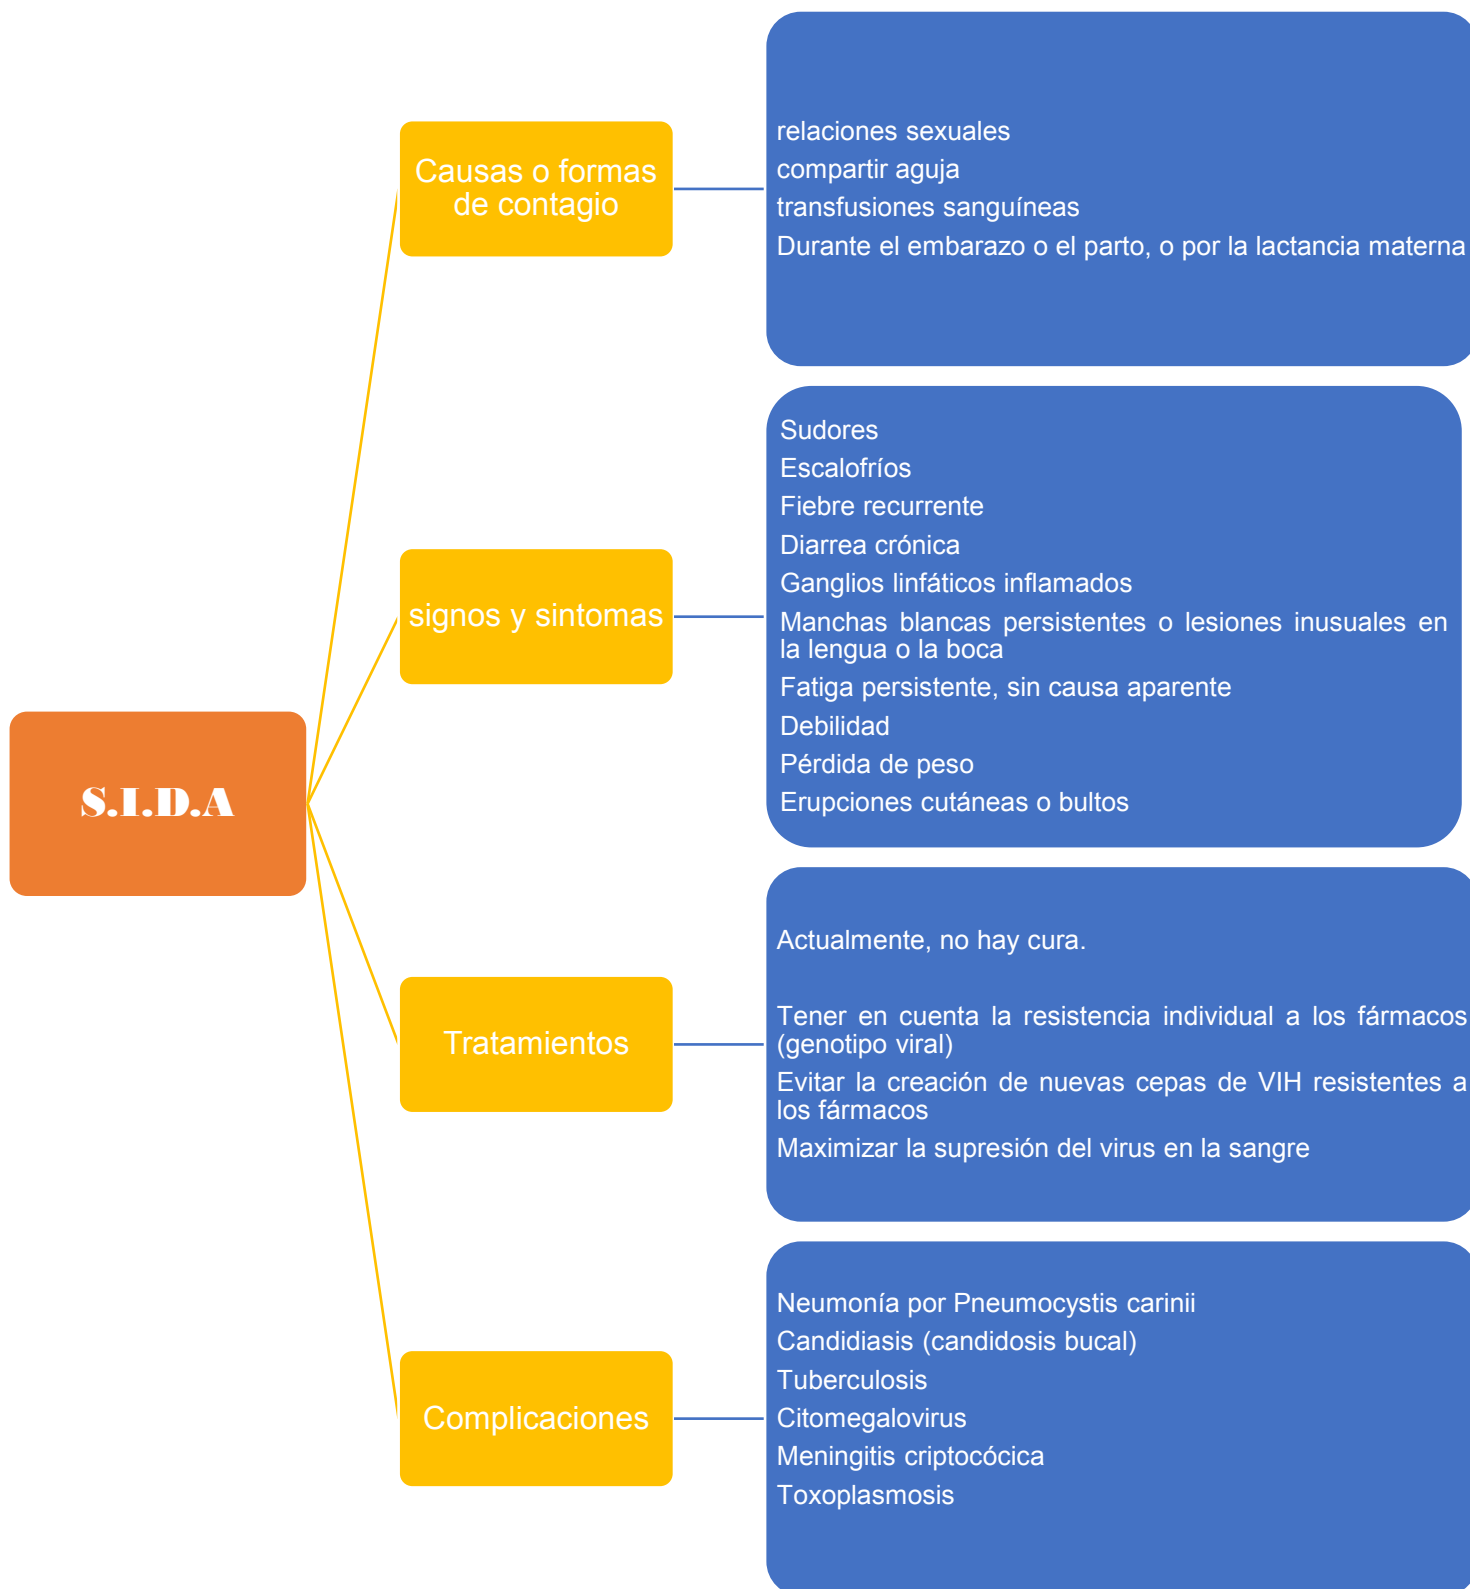 S.I.D.A
Causas o formas
de contagio
relaciones sexuales
compartir aguja
transfusiones sanguíneas
Durante el embarazo o el parto, o por la lactancia materna
signos y sintomas
Sudores
Escalofríos
Fiebre recurrente
Diarrea crónica
Ganglios linfáticos inflamados
Manchas blancas persistentes o lesiones inusuales en
la lengua o la boca
Fatiga persistente, sin causa aparente
Debilidad
Pérdida de peso
Erupciones cutáneas o bultos
Tratamientos
Actualmente, no hay cura.
Tener en cuenta la resistencia individual a los fármacos
(genotipo viral)
Evitar la creación de nuevas cepas de VIH resistentes a
los fármacos
Maximizar la supresión del virus en la sangre
Complicaciones
Neumonía por Pneumocystis carinii
Candidiasis (candidosis bucal)
Tuberculosis
Citomegalovirus
Meningitis criptocócica
Toxoplasmosis